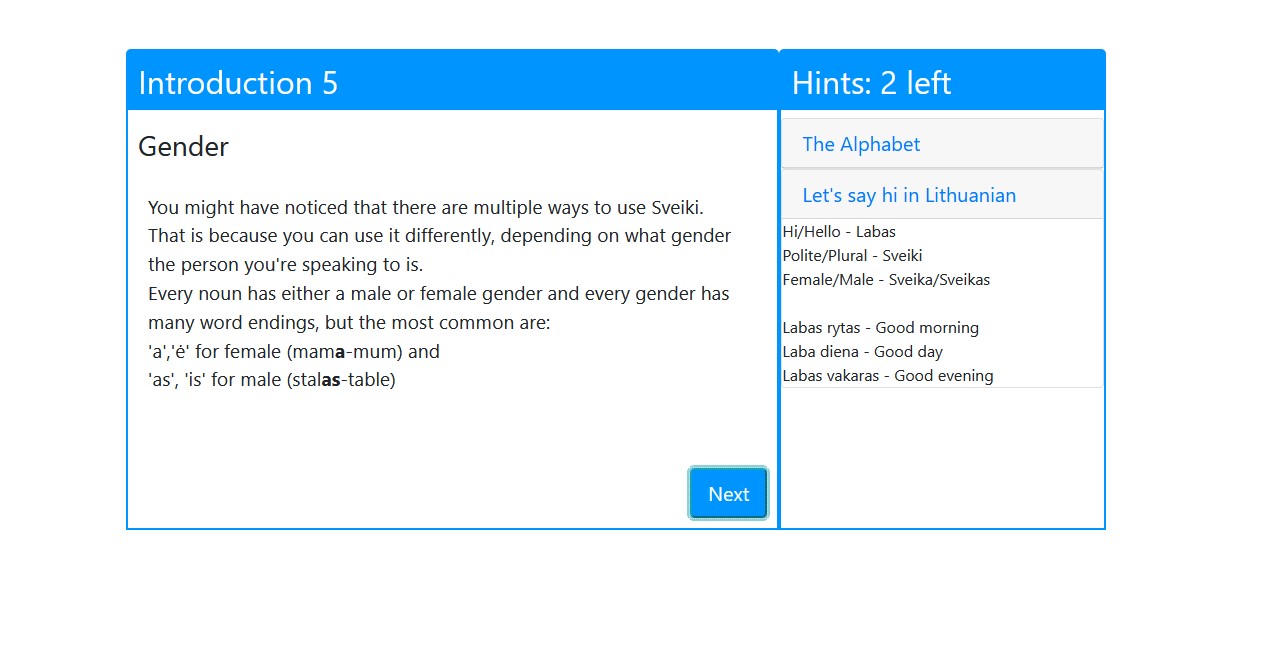 Introduction 5
Gender
You might have noticed that there are multiple ways to use Sveiki.
That is because you can use it differently, depending on what gender
the person you're speaking to is.
Every noun has either a male or female gender and every gender has
many word endings, but the most common are:
'a','ė' for female (mama-mum) and
'as', 'is' for male (stalas-table)
Next
Hints: 2 left
The Alphabet
Let's say hi in Lithuanian
Hi/Hello - Labas
Polite/Plural - Sveiki
Female/Male - Sveika/Sveikas
Labas rytas - Good morning
Laba diena - Good day
Labas vakaras - Good evening